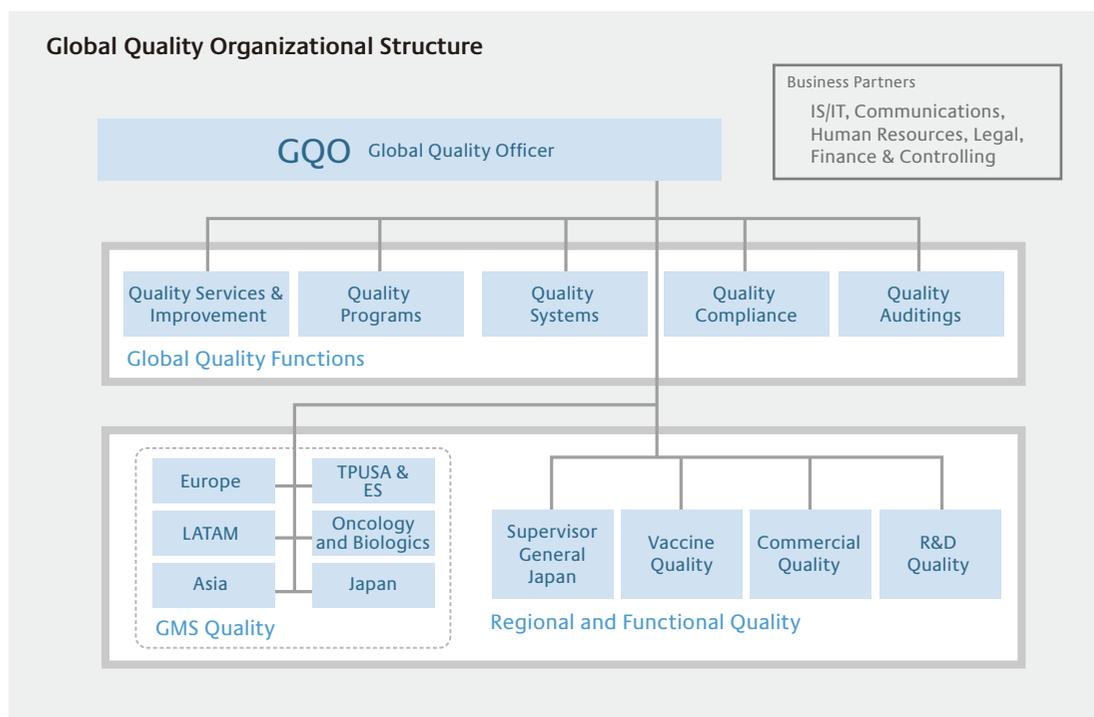 Global Quality Organizational Structure
Business Partners
IS/IT, Communications,
Human Resources, Legal,
Finance & Controlling
GQO Global Quality Officer
Quality Services &
Improvement
Quality
Programs
Quality
Systems
Quality
Compliance
Quality
Auditings
Global Quality Functions
Europe
TPUSA &
ES
LATAM
Oncology
and Biologics
Asia
Japan
GMS Quality
Supervisor
General
Japan
Vaccine
Quality
Commercial
Quality
R&D
Quality
Regional and Functional Quality